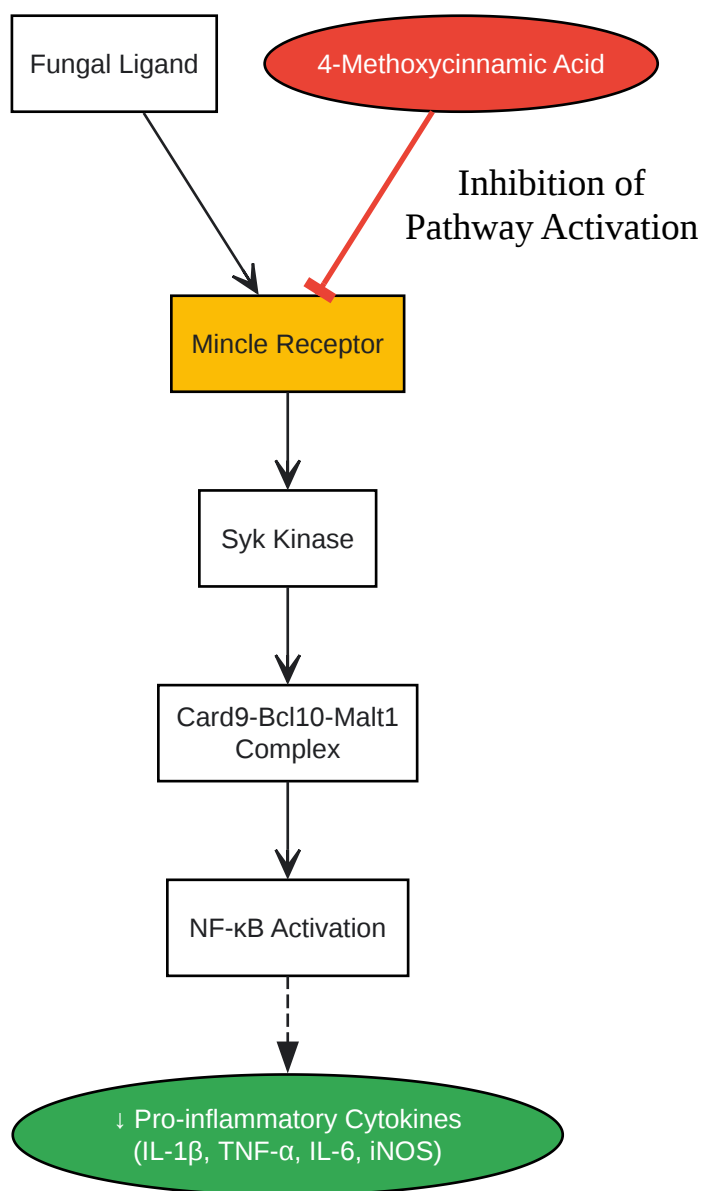 Fungal Ligand
4-Methoxycinnamic Acid
Inhibition of
Pathway Activation
Mincle Receptor
Syk Kinase
Card9-Bcl10-Malt1
Complex
NF-κB Activation
↓ Pro-inflammatory Cytokines
(IL-1β, TNF-α, IL-6, iNOS)